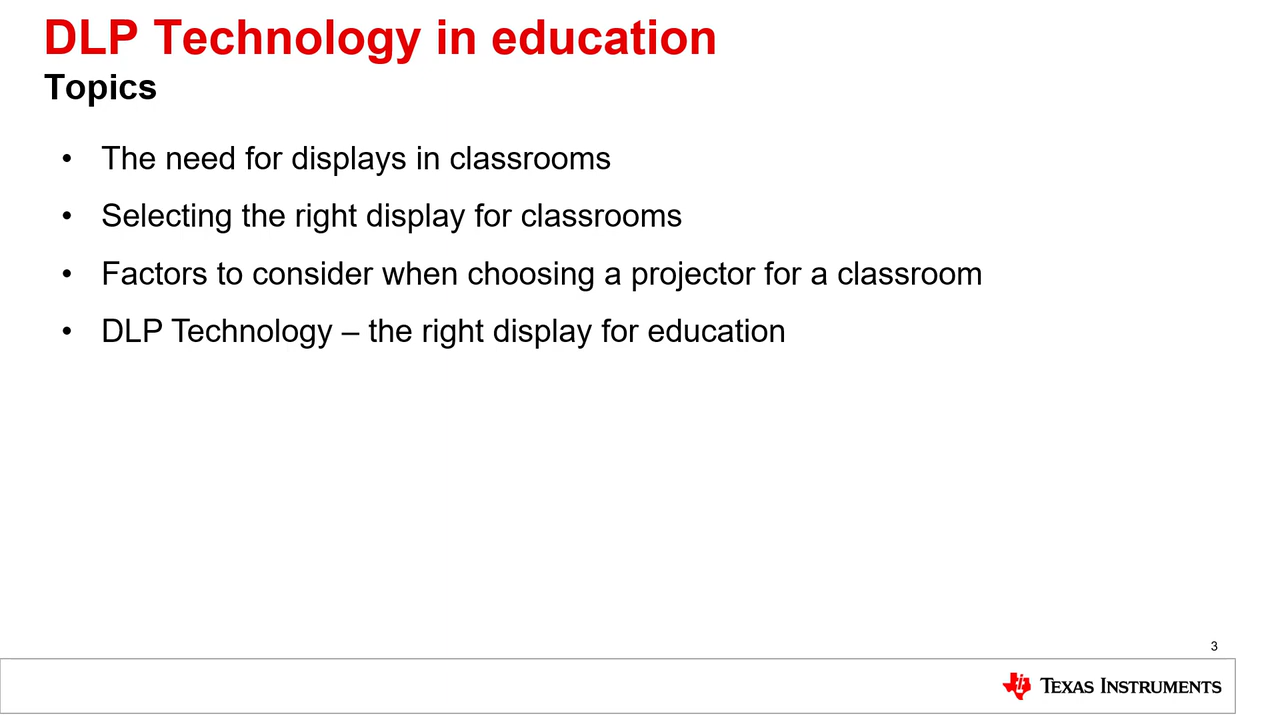 DLP Technology in education
Topics
• The need for displays in classrooms
• Selecting the right display for classrooms
• Factors to consider when choosing a projector for a classroom
• DLP Technology – the right display for education
3
TEXAS INSTRUMENTS